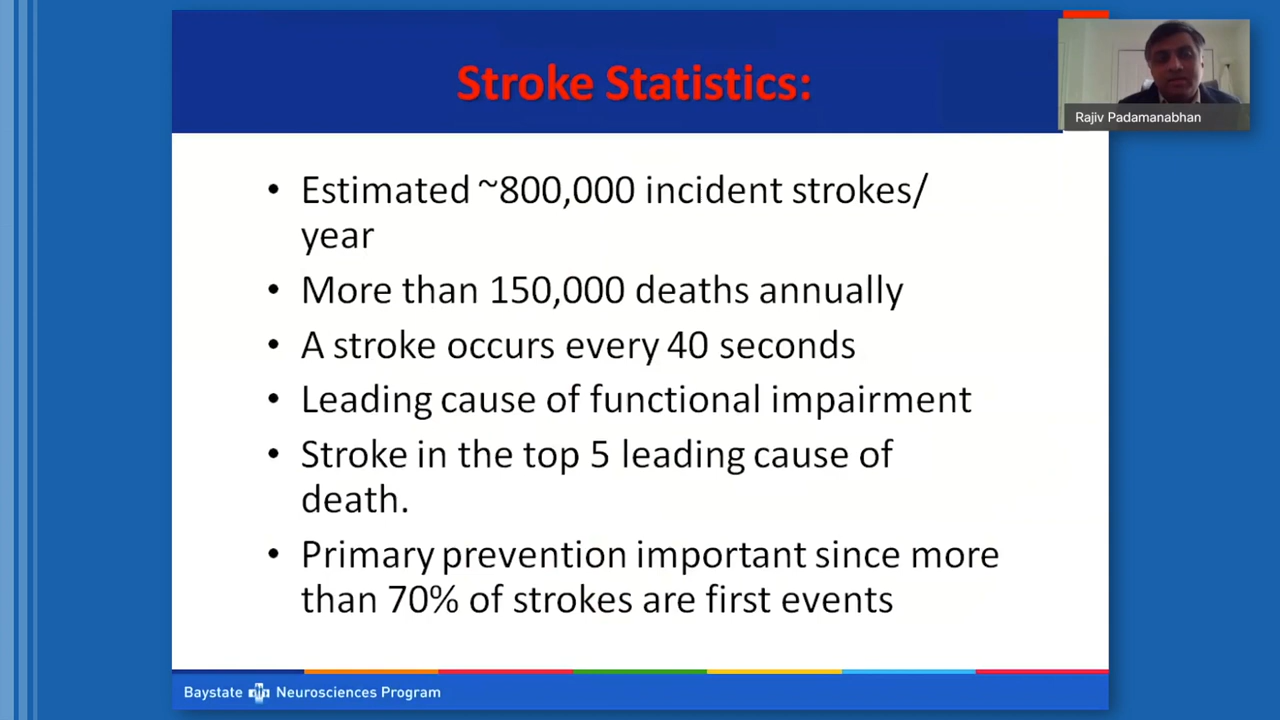 Stroke Statistics:
Rajiv Padamanabhan
• Estimated ~800,000 incident strokes/
year
• More than 150,000 deaths annually
• A stroke occurs every 40 seconds
• Leading cause of functional impairment
• Stroke in the top 5 leading cause of
death.
• Primary prevention important since more
than 70% of strokes are first events
Baystate Neurosciences Program